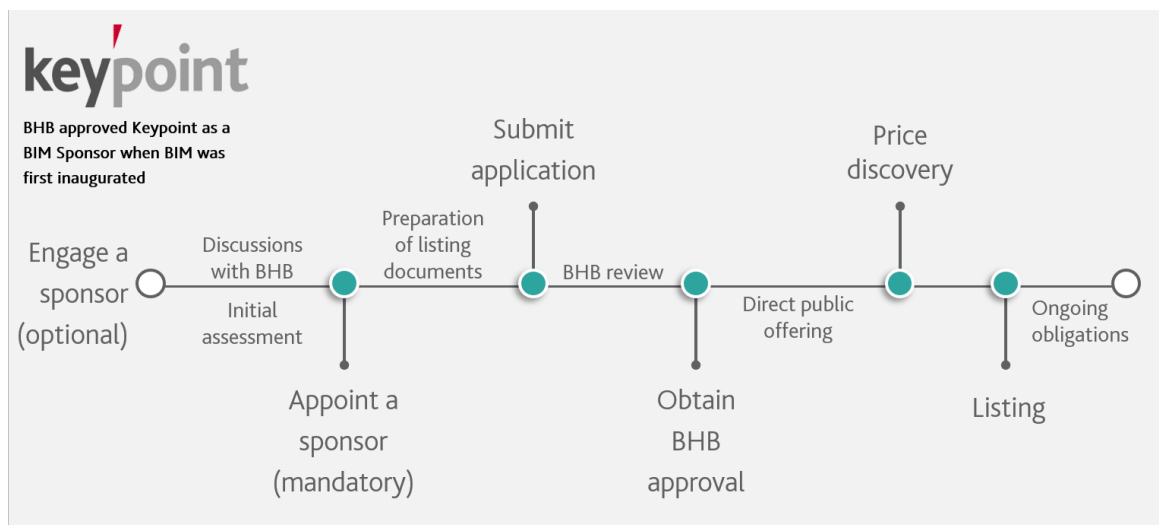 keypoint
BHB approved Keypoint as a
BIM Sponsor when BIM was
first inaugurated
Engage a
sponsor
(optional)
Discussions
with BHB
Initial
assessment
Appoint a
sponsor
(mandatory)
Preparation
of listing
documents
Submit
application
BHB review
Obtain
BHB
approval
Direct public
offering
Price
discovery
Listing
Ongoing
obligations